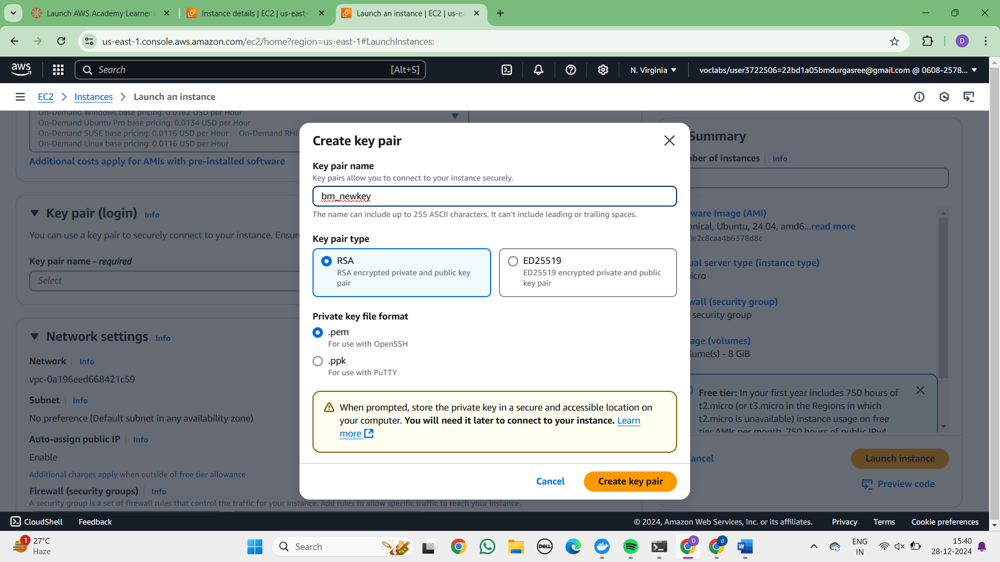 Launch AWS Academy Learner L
Instance details | EC2 | us-east-1
Launch an instance | EC2 | us-ea
us-east-1.console.aws.amazon.com/ec2/home?region=us-east-1#LaunchInstances:
D
aws
Search
[Alt+S]
N. Virginia
voclabs/user3722506=22bd1a05bmdurgasree@gmail.com @ 0608-2578...
EC2
Instances
Launch an instance
On-Demand Windows base pricing: 0.0162 USD per Hour
On-Demand Ubuntu Pro base pricing: 0.0134 USD per Hour
On-Demand SUSE base pricing: 0.0116 USD per Hour On-Demand RHE
On-Demand Linux base pricing: 0.0116 USD per Hour
Additional costs apply for AMIs with pre-installed software
Key pair (login) Info
You can use a key pair to securely connect to your instance. Ensure
Key pair name - required
Select
Network settings Info
Network Info
vpc-0a196eed668421c59
Subnet Info
No preference (Default subnet in any availability zone)
Auto-assign public IP Info
Enable
Additional charges apply when outside of free tier allowance
Firewall (security groups) Info
A security group is a set of firewall rules that control the traffic for your instance. Add rules to allow specific traffic to reach your instance.
Create key pair
Key pair name
Key pairs allow you to connect to your instance securely.
bm_newkey
The name can include up to 255 ASCII characters. It can't include leading or trailing spaces.
Key pair type
RSA
RSA encrypted private and public key
pair
ED25519
ED25519 encrypted private and public
key pair
Private key file format
.pem
For use with OpenSSH
.ppk
For use with PuTTY
When prompted, store the private key in a secure and accessible location on
your computer. You will need it later to connect to your instance. Learn
more
Cancel
Create key pair
Summary
ber of instances Info
ware Image (AMI)
onical, Ubuntu, 24.04, amd6...read more
0e2c8caa4b6378d8c
ual server type (instance type)
icro
wall (security group)
security group
age (volumes)
lume(s) - 8 GiB
Free tier: In your first year includes 750 hours of
t2.micro (or t3.micro in the Regions in which
t2.micro is unavailable) instance usage on free
tier AMIs per month, 750 hours of public IPv4
ancel
Launch instance
Preview code
CloudShell
Feedback
© 2024, Amazon Web Services, Inc. or its affiliates.
Privacy
Terms
Cookie preferences
1
27°C
Haze
Search
DELL
D
d
W
ENG
IN
15:40
28-12-2024